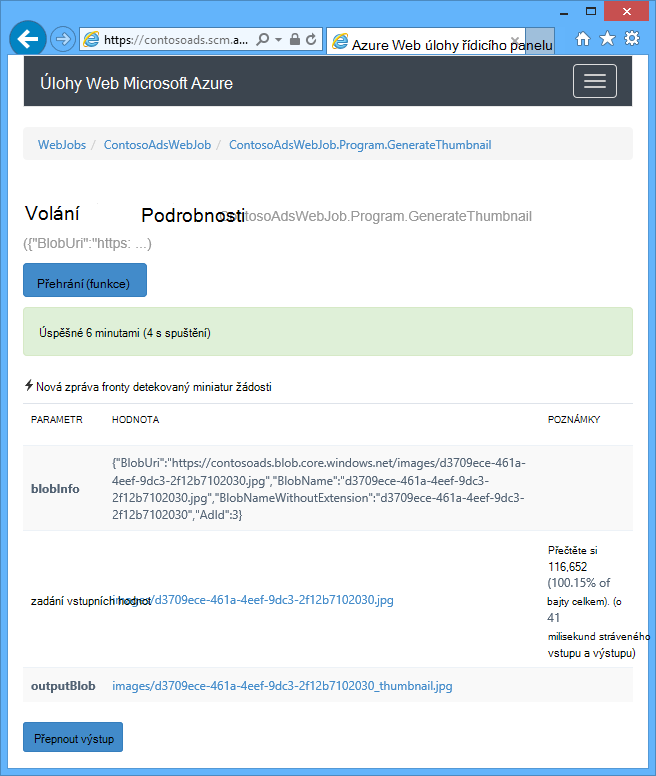 https://contosoads.scm.a...
Azure Web úlohy řídicího panelu
Úlohy Web Microsoft Azure
WebJobs / ContosoAdsWebJob / ContosoAdsWebJob.Program.GenerateThumbnail
Volání Podrobnosti ContosoAdsWebJob.Program.GenerateThumbnail
({"BlobUri":"https: ...)
Přehrání (funkce)
Úspěšné 6 minutami (4 s spuštění)
Nová zpráva fronty detekovaný miniatur žádosti
PARAMETR HODNOTA POZNÁMKY
{"BlobUri":"https://contosoads.blob.core.windows.net/images/d3709ece-461a-
4eef-9dc3-2f12b7102030.jpg","BlobName":"d3709ece-461a-4eef-9dc3-
blobInfo
2f12b7102030.jpg","BlobNameWithoutExtension":"d3709ece-461a-4eef-9dc3-
2f12b7102030","AdId":3}
Přečtěte si
116,652
(100.15% of
zadání vstupních hodnot images/d3709ece-461a-4eef-9dc3-2f12b7102030.jpg
bajty celkem). (o
41
milisekund stráveného
vstupu a výstupu)
outputBlob images/d3709ece-461a-4eef-9dc3-2f12b7102030_thumbnail.jpg
Přepnout výstup